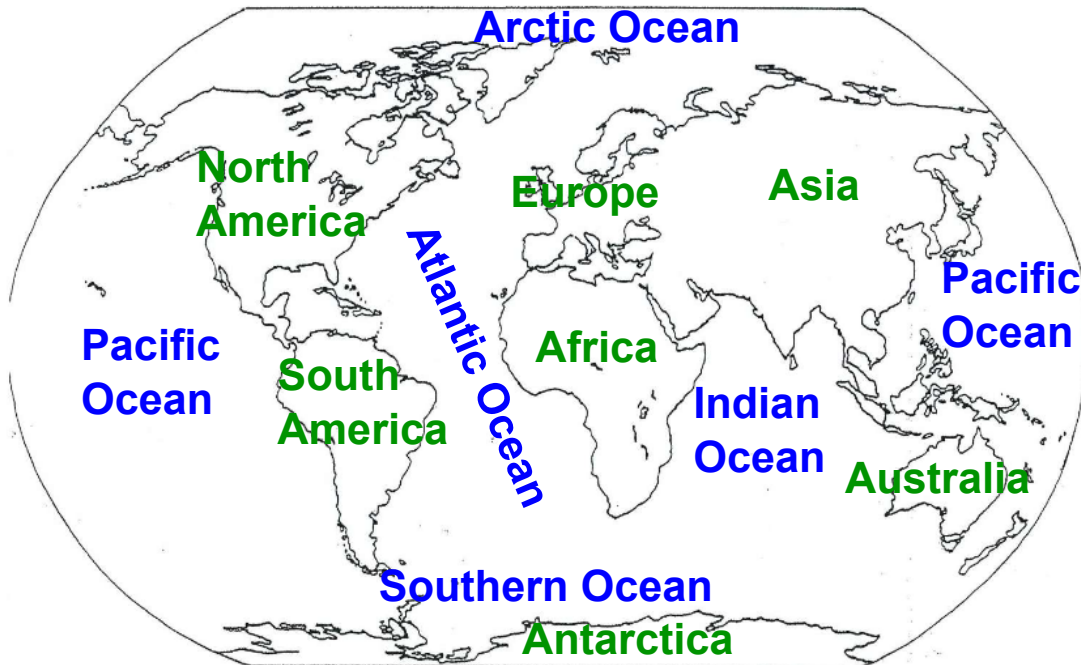 Arctic Ocean
North
America
Europe
Asia
Atlantic Ocean
Pacific
Ocean
Pacific
Ocean
South
America
Africa
Indian
Ocean
Australia
Southern Ocean
Antarctica